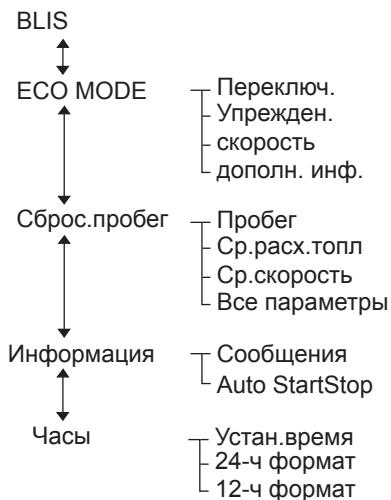 BLIS
ECO MODE
Переключ.
Упрежден.
скорость
дополн. инф.
Сброс.пробег
Пробег
Ср.расх.топл
Ср.скорость
Все параметры
Информация
Сообщения
Auto StartStop
Часы
Устан.время
24-ч формат
12-ч формат